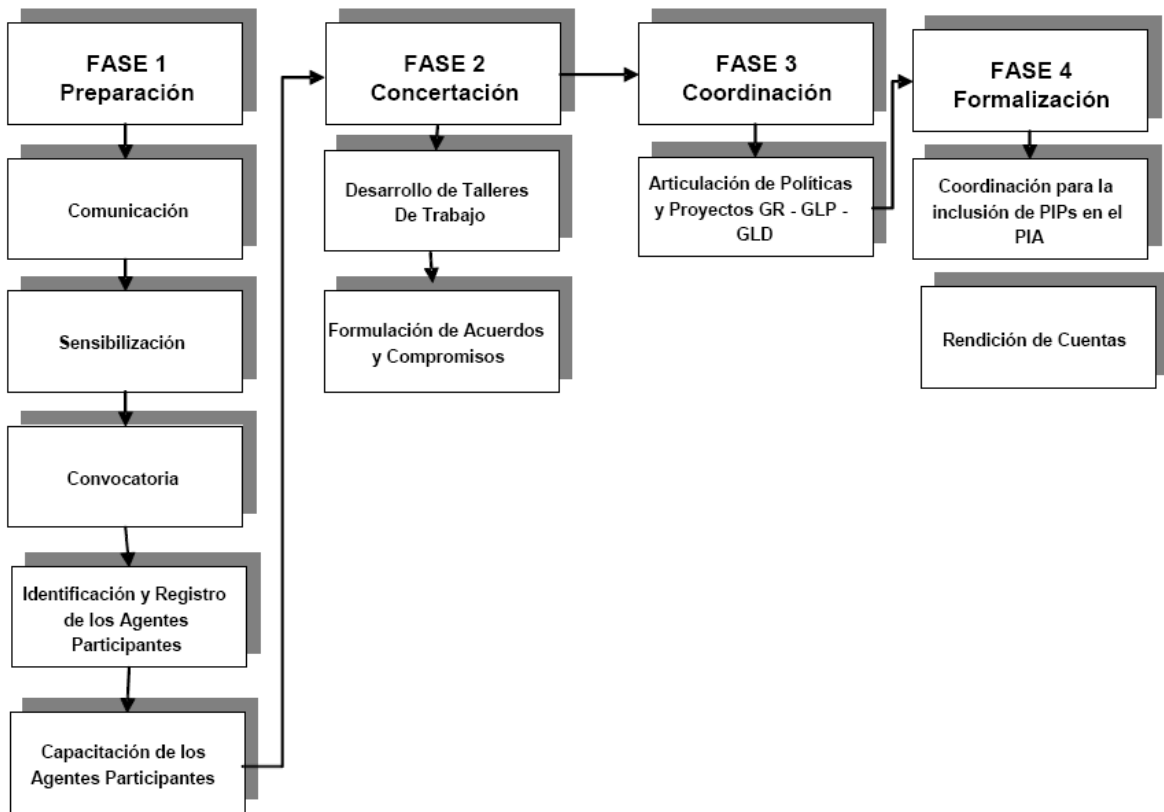 FASE 1
Preparación
Comunicación
Sensibilización
Convocatoria
Identificación y Registro
de los Agentes
Participantes
Capacitación de los
Agentes Participantes
FASE 2
Concertación
Desarrollo de Talleres
De Trabajo
Formulación de Acuerdos
y Compromisos
FASE 3
Coordinación
Articulación de Políticas
y Proyectos GR - GLP -
GLD
FASE 4
Formalización
Coordinación para la
inclusión de PIPs en el
PIA
Rendición de Cuentas